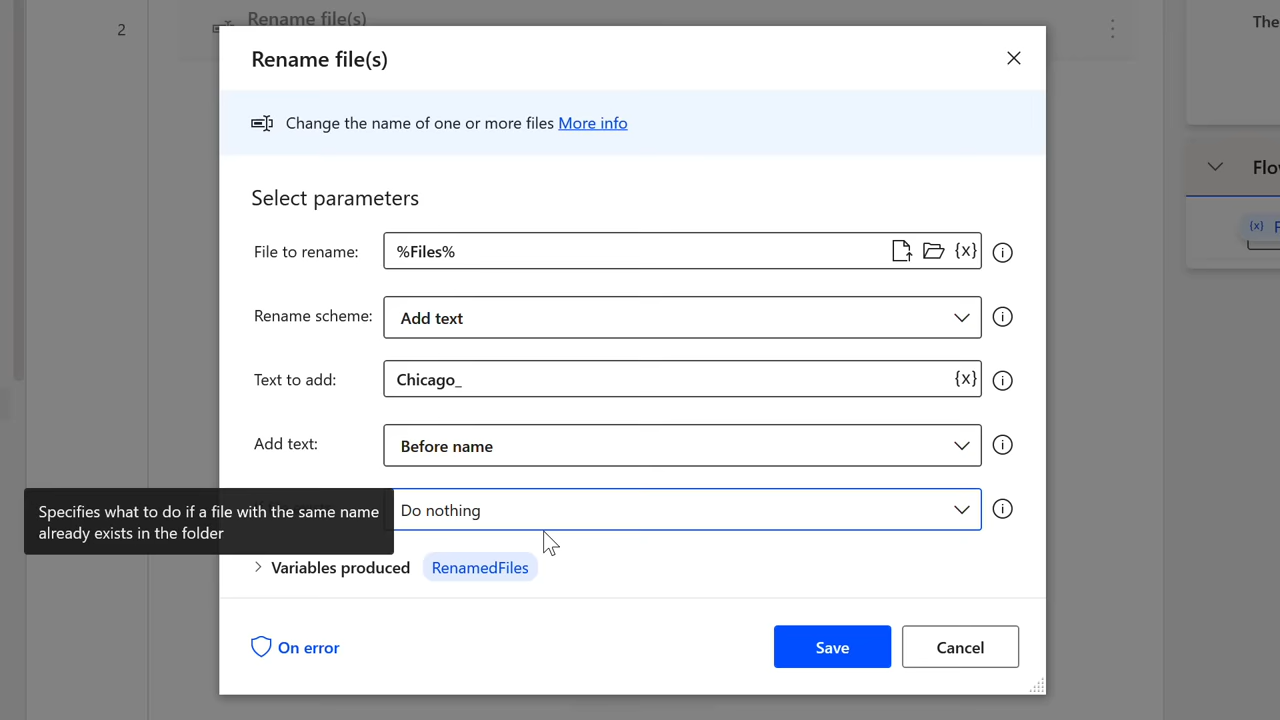 The
2
Rename file(s)
Rename file(s)
Change the name of one or more files More info
Flo
Select parameters
{x}
File to rename:
%Files%
{x}
Rename scheme:
Add text
Text to add:
Chicago_
{x}
Add text:
Before name
Specifies what to do if a file with the same name
already exists in the folder
Do nothing
Variables produced
RenamedFiles
On error
Save
Cancel